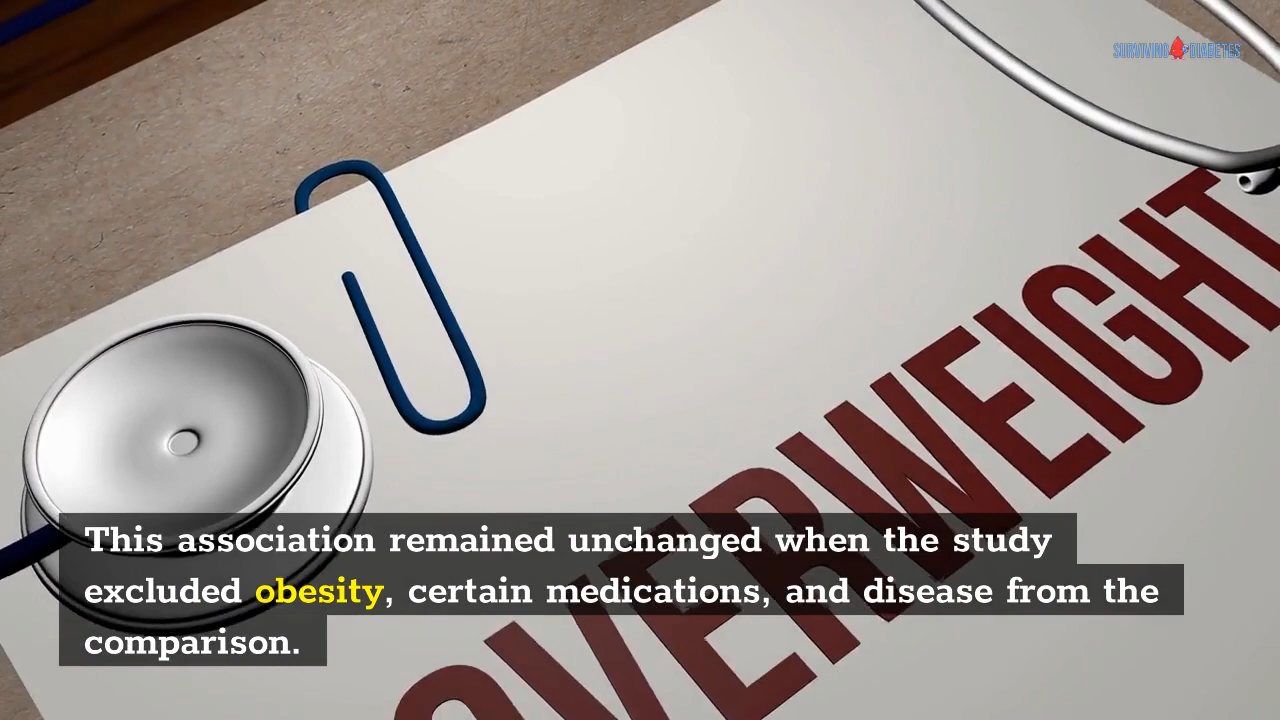 SURVIVING DIABETES
OVERWEIGHT
This association remained unchanged when the study
excluded obesity, certain medications, and disease from the
comparison.